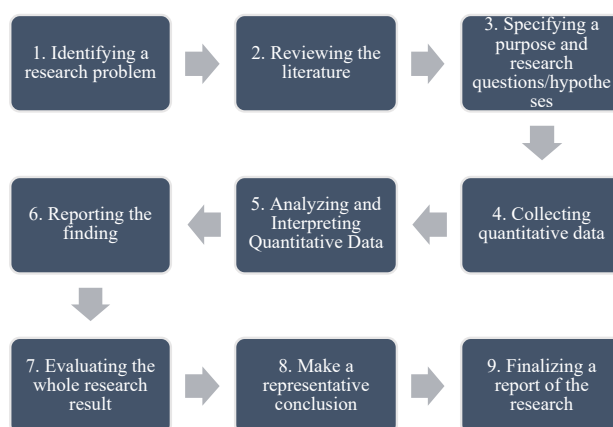 1. Identifying a
research problem
2. Reviewing the
literature
3. Specifying a
purpose and
research
questions/hypothe
ses
6. Reporting the
finding
5. Analyzing and
Interpreting
Quantitative Data
4. Collecting
quantitative data
7. Evaluating the
whole research
result
8. Make a
representative
conclusion
9. Finalizing a
report of the
research